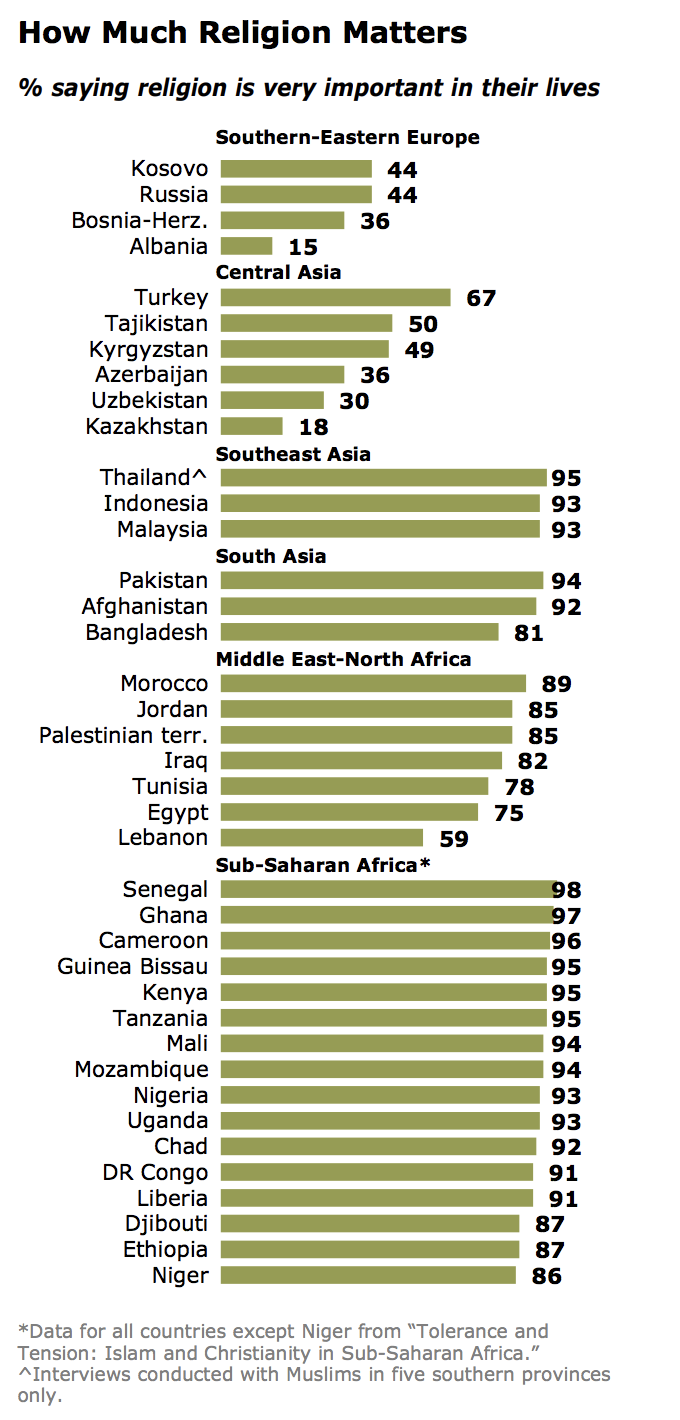 How Much Religion Matters
% saying religion is very important in their lives
Southern-Eastern Europe
Kosovo 44
Russia 44
Bosnia-Herz. 36
Albania 15
Central Asia
Turkey 67
Tajikistan 50
Kyrgyzstan 49
Azerbaijan 36
Uzbekistan 30
Kazakhstan 18
Southeast Asia
Thailand^ 95
Indonesia 93
Malaysia 93
South Asia
Pakistan 94
Afghanistan 92
Bangladesh 81
Middle East-North Africa
Morocco 89
Jordan 85
Palestinian terr. 85
Iraq 82
Tunisia 78
Egypt 75
Lebanon 59
Sub-Saharan Africa*
Senegal 98
Ghana 97
Cameroon 96
Guinea Bissau 95
Kenya 95
Tanzania 95
Mali 94
Mozambique 94
Nigeria 93
Uganda 93
Chad 92
DR Congo 91
Liberia 91
Djibouti 87
Ethiopia 87
Niger 86
*Data for all countries except Niger from “Tolerance and
Tension: Islam and Christianity in Sub-Saharan Africa.”
^Interviews conducted with Muslims in five southern provinces
only.